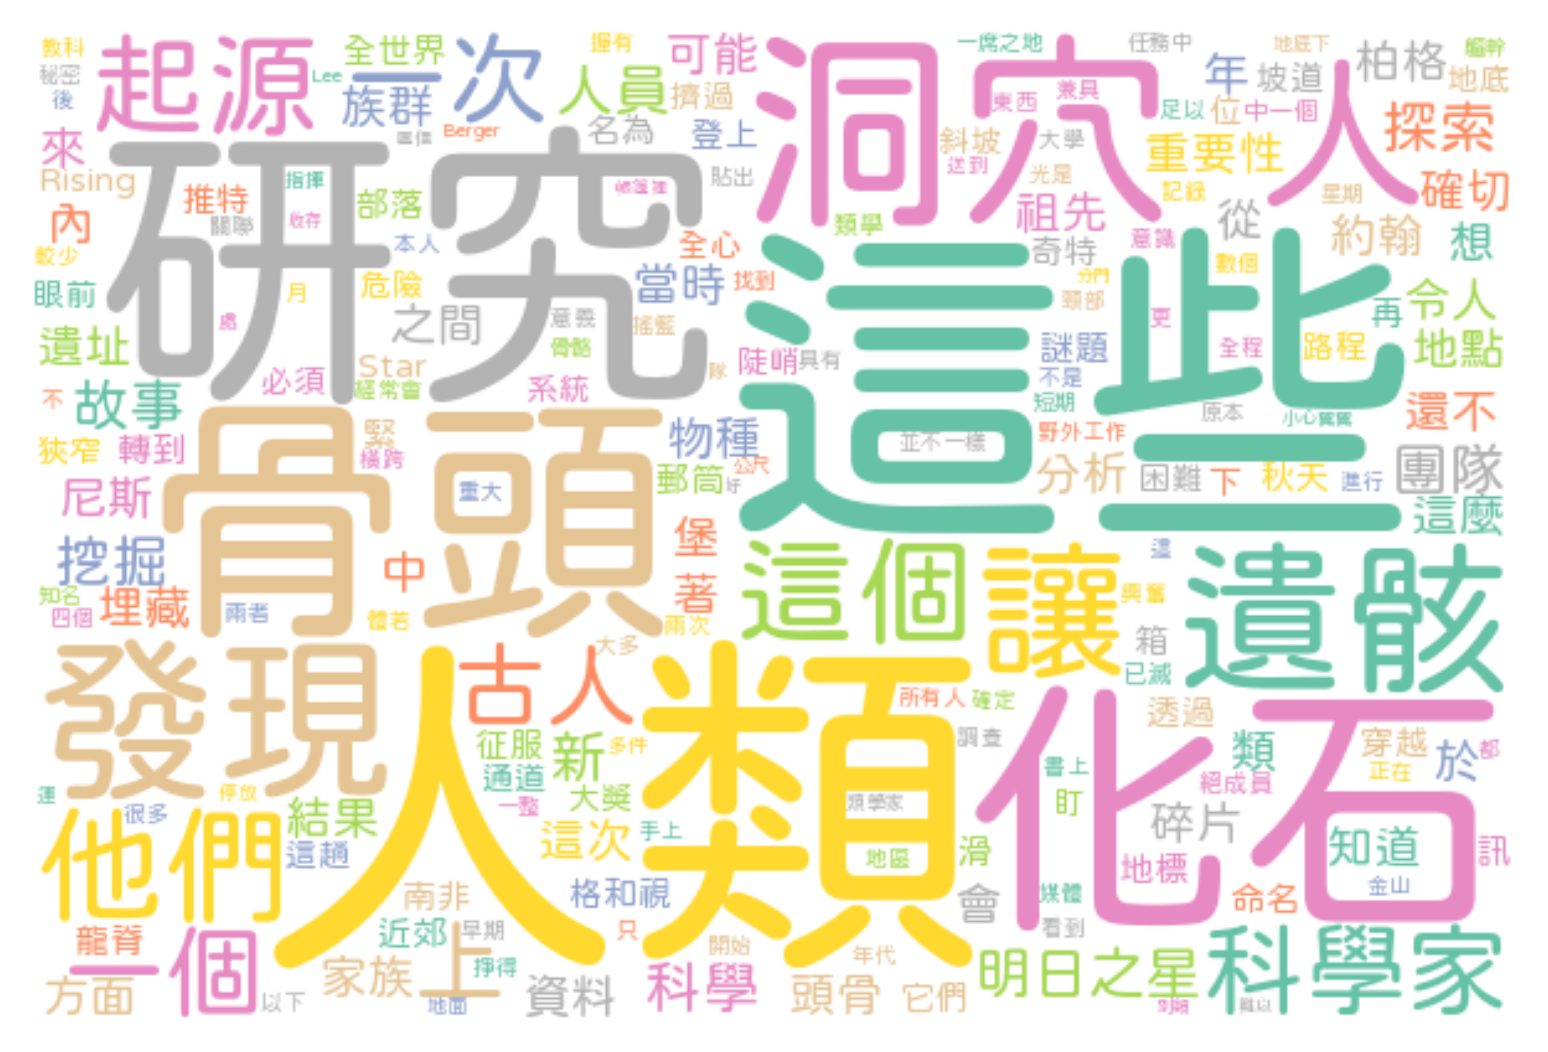 教科
起源
全世界
一次
握有
可能
洞穴人
一席之地
任務中
地底下
軀幹
秘密
Lee
年
坡道
柏格
地底
後
族群
人員
擠過
東西
兼具
足以
位
中一個
探索
Berger
名為
登上
斜坡
大學
重要性
來
送到
Rising
推特
指揮
研究
貼出
光是
記錄
星期
確切
內
關聯
收存
部落
祖先
類學
從
約翰
想
較少
本人
全心
奇特
意識
數個
眼前
月
危險
當時
找到
這些
分門
頸部
令人
處
之間
意義
搖籃
更
再
遺址
骨骼
陡峭
具有
謎題
全程
路程
地點
必須
Star
經常會
系統
隊
不是
不
故事
短期
原本
小心翼翼
還不
狹窄
轉到
緊
橫跨
骨頭
物種
並不一樣
野外工作
重大
郵筒
公尺
好
分析
困難
下
秋天
進行
團隊
尼斯
這麼
挖掘
中
堡
這個
讓
這
遺骸
知名
四個
埋藏
兩者
體若
著
兩次
興奮
發現
古人
大多
人類
箱
已滅
所有人
確定
化石
透過
征服
新
多件
調查
類
穿越
於
都
通道
書上
絕成員
正在
運
很多
停放
結果
一整
大獎
類學家
盯
碎片
他們
這趟
這次
手上
地區
滑
地標
知道
訊
南非
格和視
會
媒體
命名
金山
龍脊
一個
近郊
早期
只
開始
看到
方面
以下
家族
上
掙得
地面
資料
科學
頭骨
年代
它們
明日之星
別報
難以
科學家